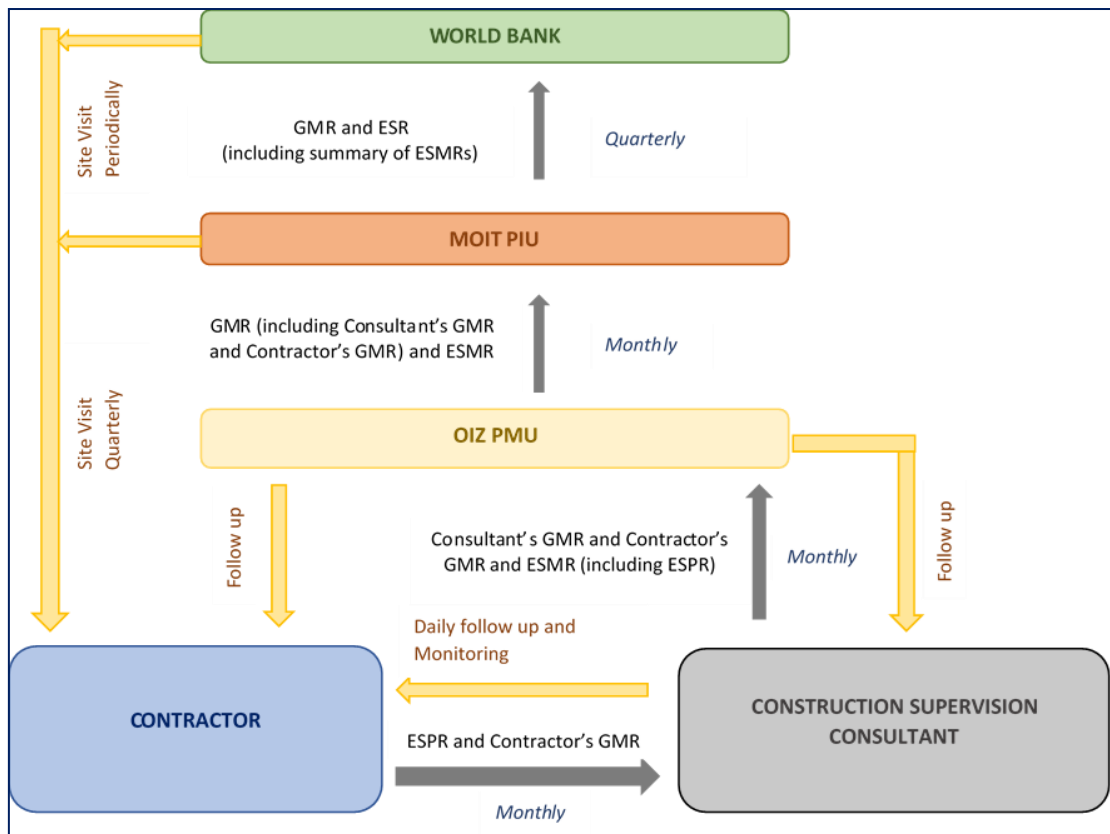 WORLD BANK
Site Visit
Periodically
GMR and ESR
(including summary of ESMRs)
Quarterly
MOIT PIU
GMR (including Consultant’s GMR
and Contractor’s GMR) and ESMR
Monthly
Site Visit
Quarterly
OIZ PMU
Follow up
Consultant’s GMR and Contractor’s
GMR and ESMR (including ESPR)
Monthly
Follow up
Daily follow up and
Monitoring
CONTRACTOR
CONSTRUCTION SUPERVISION
CONSULTANT
ESPR and Contractor’s GMR
Monthly